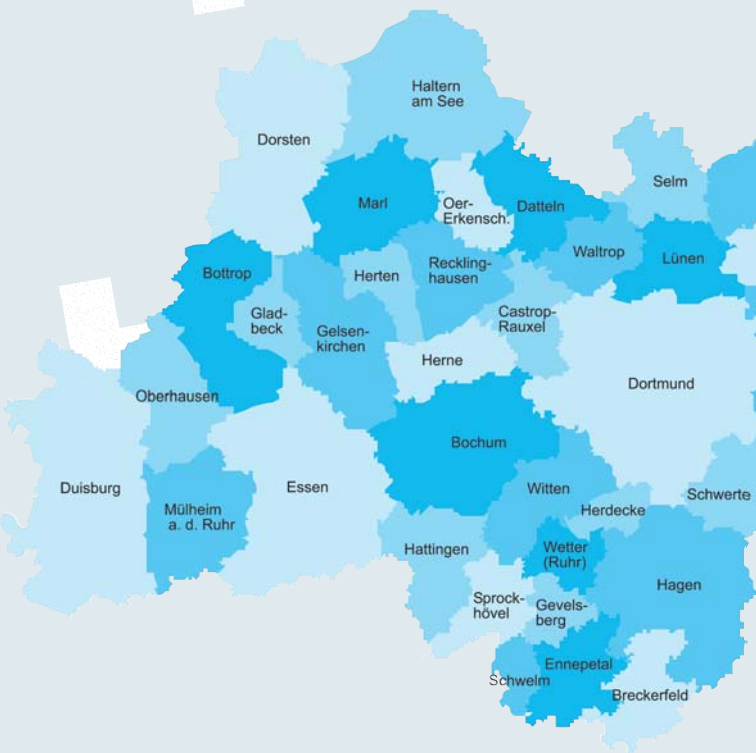 Haltern
am See
Dorsten
Selm
Marl
Oer-
Erkensch.
Datteln
Waltrop
Lünen
Bottrop
Herten
Reckling-
hausen
Glad-
beck
Gelsen-
kirchen
Castrop-
Rauxel
Herne
Dortmund
Oberhausen
Bochum
Duisburg
Essen
Witten
Schwerte
Mülheim
a. d. Ruhr
Herdecke
Hattingen
Wetter
(Ruhr)
Hagen
Sprock-
hövel
Gevels-
berg
Ennepetal
Schwelm
Breckerfeld